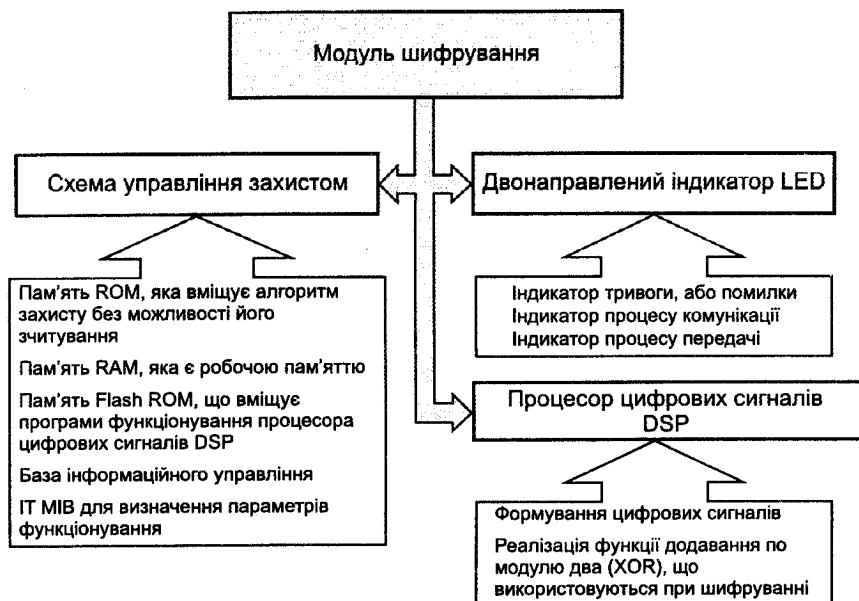 Модуль шифрування
Схема управління захистом
Двонаправлений індикатор LED
Пам'ять ROM, яка вміщує алгоритм
захисту без можливості його
зчитування
Пам'ять RAM, яка є робочою пам'яттю
Пам'ять Flash ROM, що вміщує
програми функціонування процесора
цифрових сигналів DSP
База інформаційного управління
ІТ МІВ для визначення параметрів
функціонування
Індикатор тривоги, або помилки
Індикатор процесу комунікації
Індикатор процесу передачі
Процесор цифрових сигналів
DSP
Формування цифрових сигналів
Реалізація функції додавання по
модулю два (XOR), що
використовуються при шифруванні